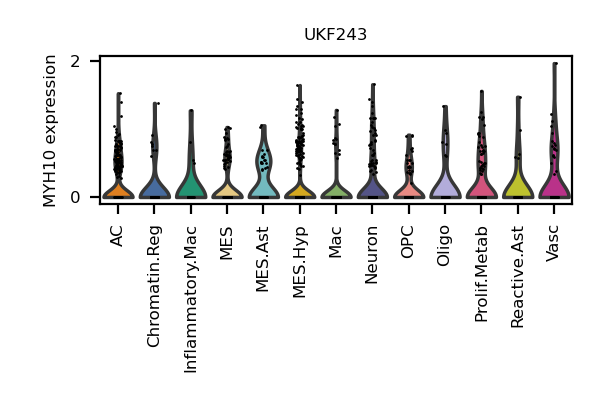 UKF243
MYH10 expression
2
0
AC
Chromatin.Reg
Inflammatory.Mac
MES
MES.Ast
MES.Hyp
Mac
Neuron
OPC
Oligo
Prolif.Metab
Reactive.Ast
Vasc